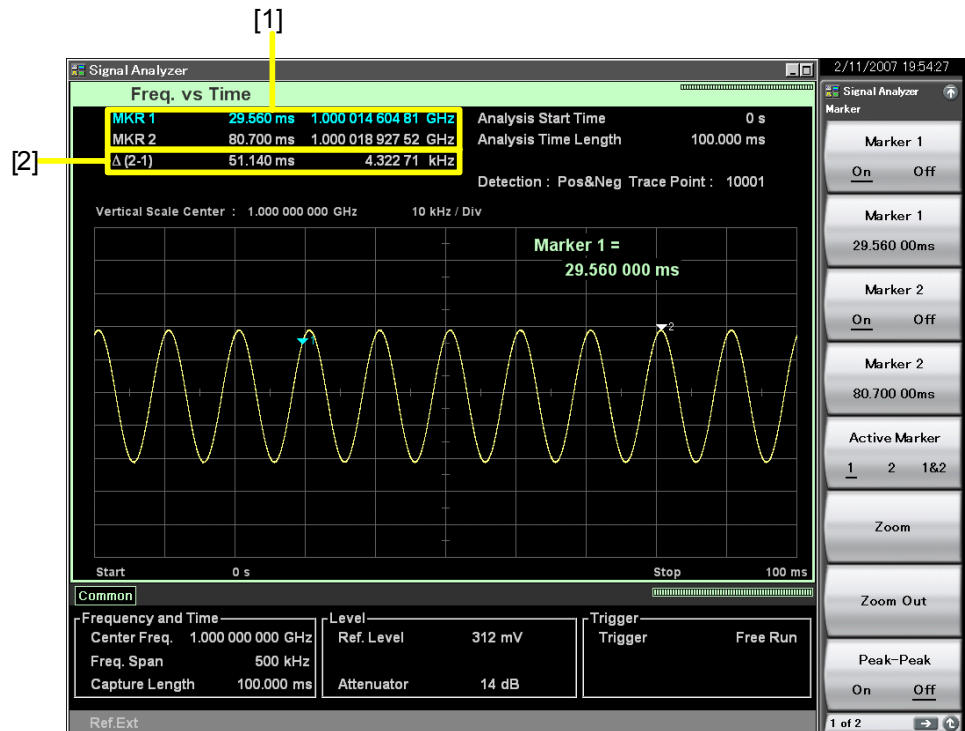 [1]
Signal Analyzer
2/11/2007 19:54:27
Freq. vs Time
Signal Analyzer
Marker
MKR 1 29.560 ms 1.000 014 604 81 GHz
Analysis Start Time 0 s
MKR 2 80.700 ms 1.000 018 927 52 GHz
Analysis Time Length 100.000 ms
[2]
Δ (2-1) 51.140 ms 4.322 71 kHz
Detection : Pos&Neg Trace Point : 10001
Vertical Scale Center : 1.000 000 000 GHz 10 kHz / Div
Marker 1 =
29.560 000 ms
1
2
Start 0 s
Stop 100 ms
Common
Frequency and Time
Center Freq. 1.000 000 000 GHz
Freq. Span 500 kHz
Capture Length 100.000 ms
Level
Ref. Level 312 mV
Attenuator 14 dB
Trigger
Trigger Free Run
Ref.Ext
Marker 1
On Off
Marker 1
29.560 00ms
Marker 2
On Off
Marker 2
80.700 00ms
Active Marker
1 2 1&2
Zoom
Zoom Out
Peak-Peak
On Off
1 of 2